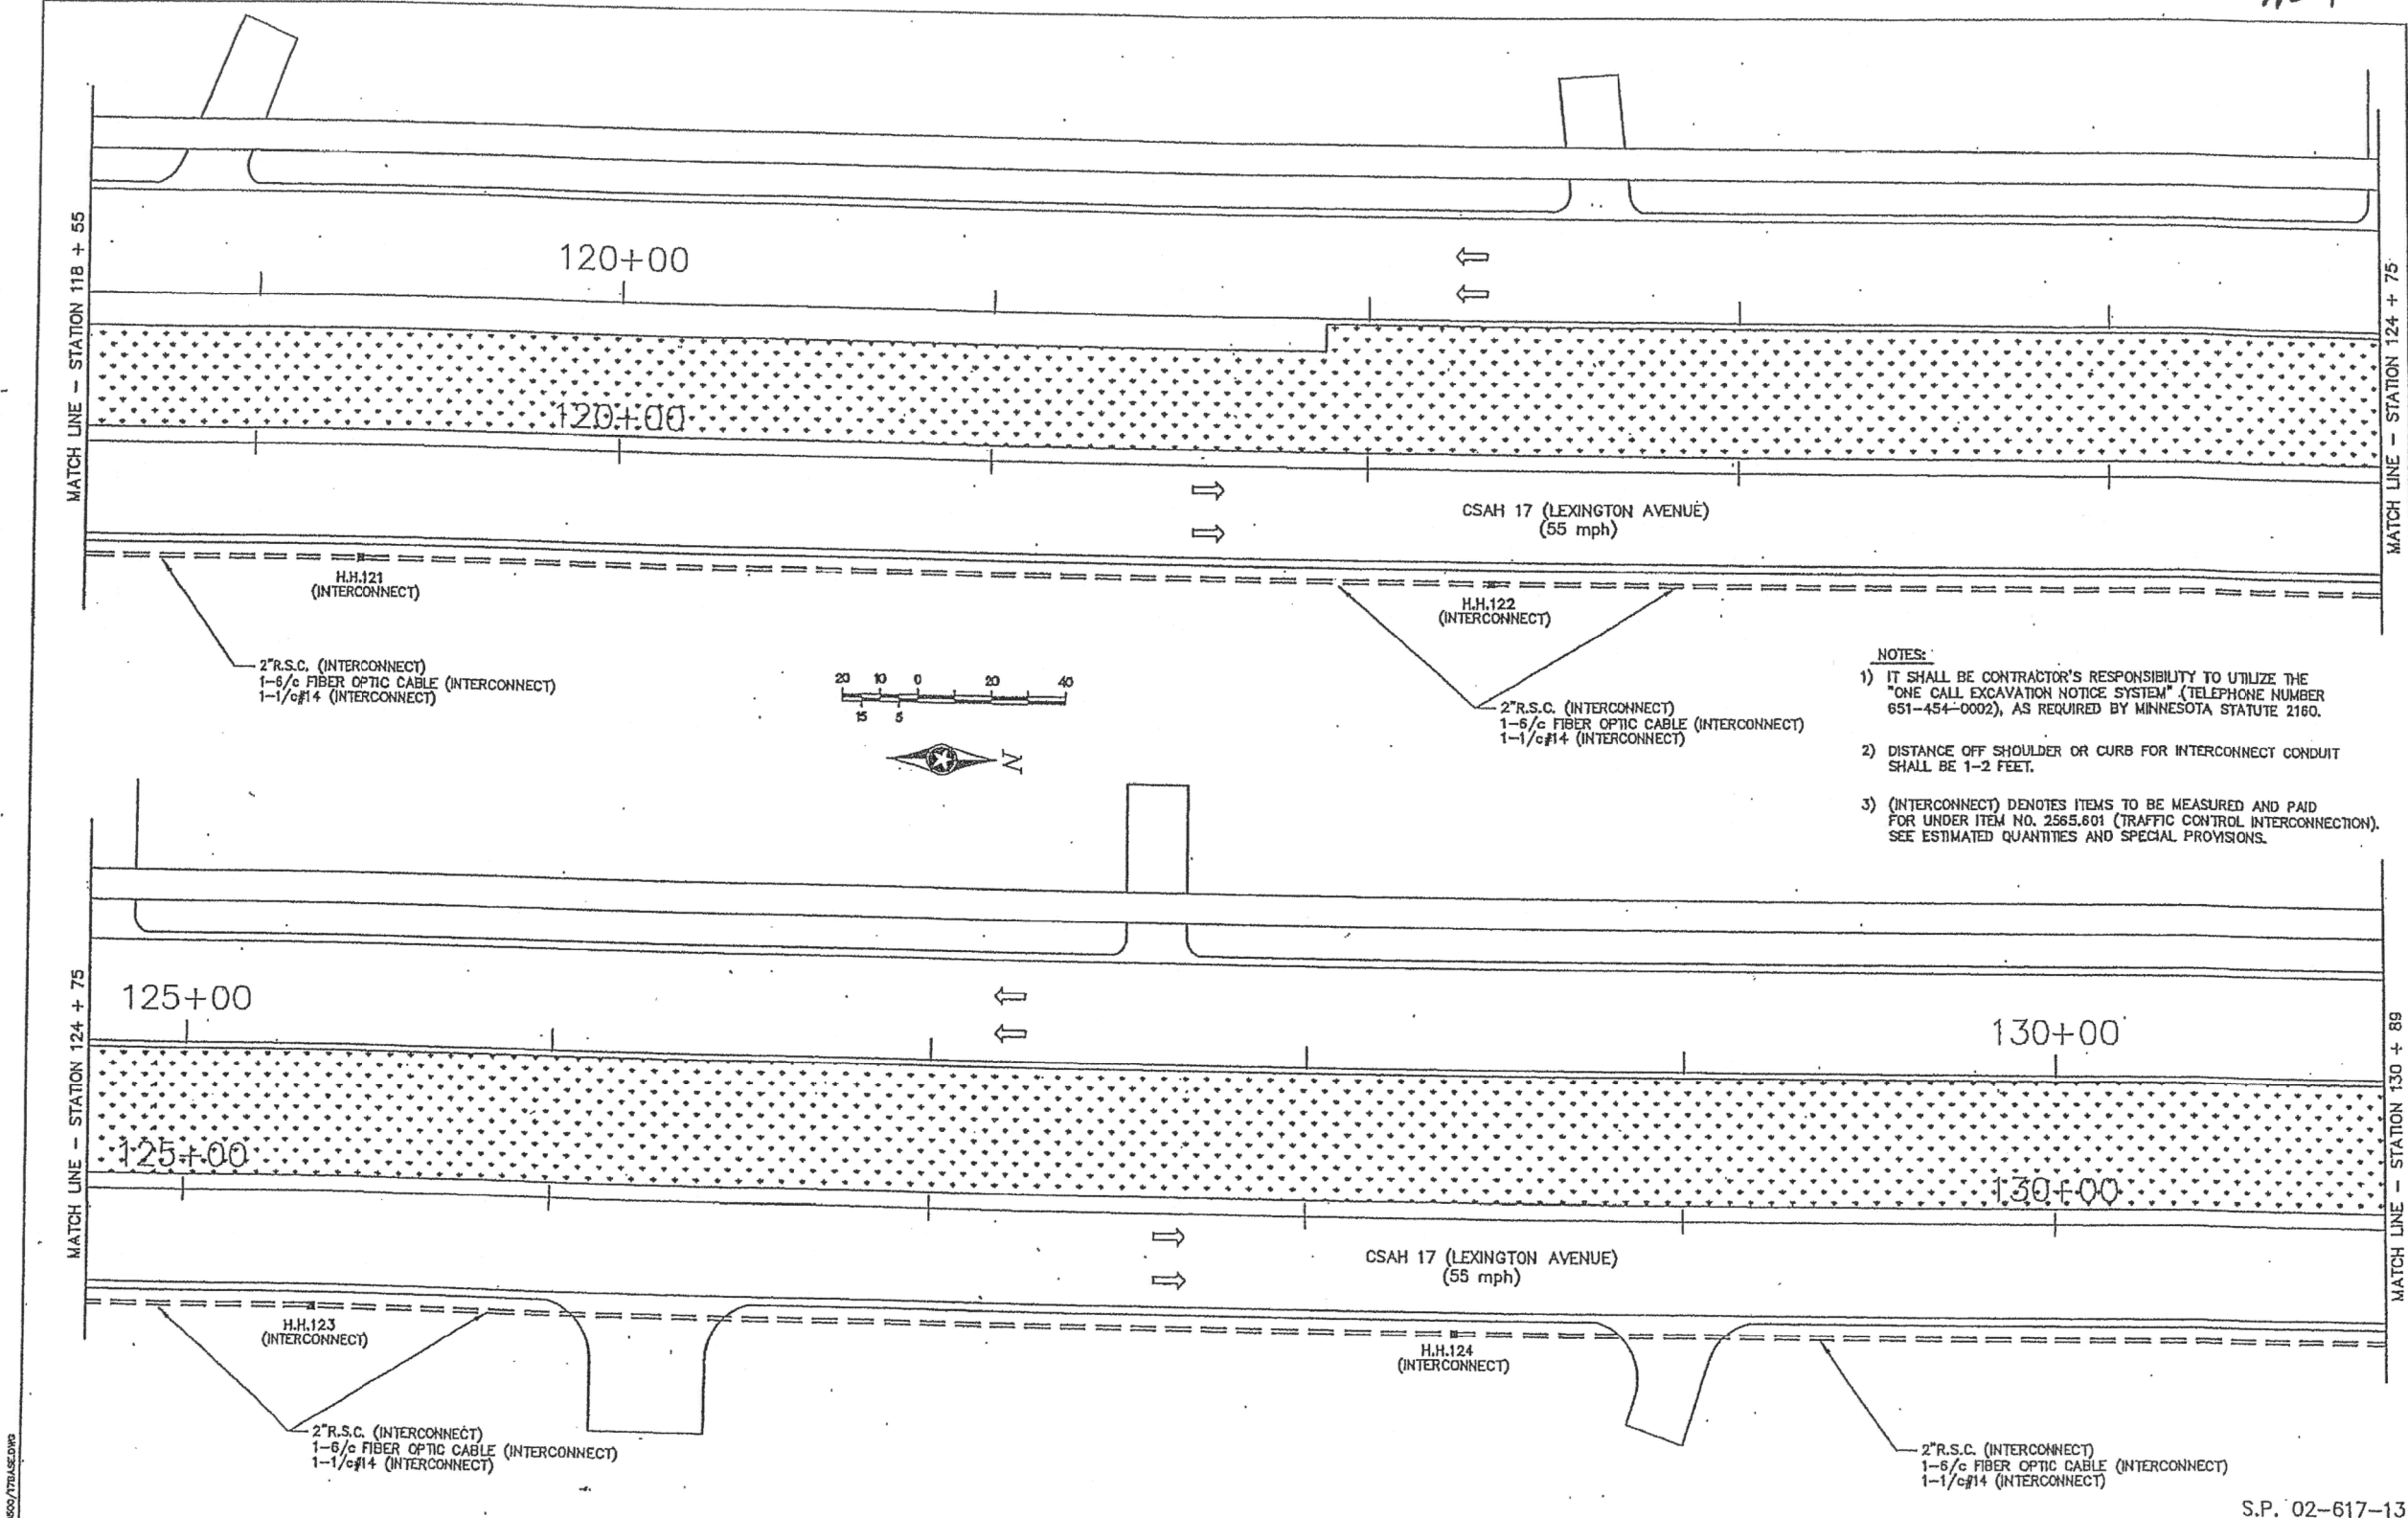 MATCH LINE - STATION 118 + 55
120+00
120+00
MATCH LINE - STATION 124 + 75
CSAH 17 (LEXINGTON AVENUE)
(55 mph)
H.H.121
(INTERCONNECT)
H.H.122
(INTERCONNECT)
2"R.S.C. (INTERCONNECT)
1-6/c FIBER OPTIC CABLE (INTERCONNECT)
1-1/c#14 (INTERCONNECT)
20 10 0 20 40
15 5
N
2"R.S.C. (INTERCONNECT)
1-6/c FIBER OPTIC CABLE (INTERCONNECT)
1-1/c#14 (INTERCONNECT)
NOTES:
1) IT SHALL BE CONTRACTOR'S RESPONSIBILITY TO UTILIZE THE
"ONE CALL EXCAVATION NOTICE SYSTEM" (TELEPHONE NUMBER
651-454-0002), AS REQUIRED BY MINNESOTA STATUTE 216D.
2) DISTANCE OFF SHOULDER OR CURB FOR INTERCONNECT CONDUIT
SHALL BE 1-2 FEET.
3) (INTERCONNECT) DENOTES ITEMS TO BE MEASURED AND PAID
FOR UNDER ITEM NO. 2565.601 (TRAFFIC CONTROL INTERCONNECTION).
SEE ESTIMATED QUANTITIES AND SPECIAL PROVISIONS.
MATCH LINE - STATION 124 + 75
125+00
125+00
130+00
130+00
MATCH LINE - STATION 130 + 89
CSAH 17 (LEXINGTON AVENUE)
(55 mph)
H.H.123
(INTERCONNECT)
H.H.124
(INTERCONNECT)
2"R.S.C. (INTERCONNECT)
1-6/c FIBER OPTIC CABLE (INTERCONNECT)
1-1/c#14 (INTERCONNECT)
2"R.S.C. (INTERCONNECT)
1-6/c FIBER OPTIC CABLE (INTERCONNECT)
1-1/c#14 (INTERCONNECT)
S.P. 02-617-13